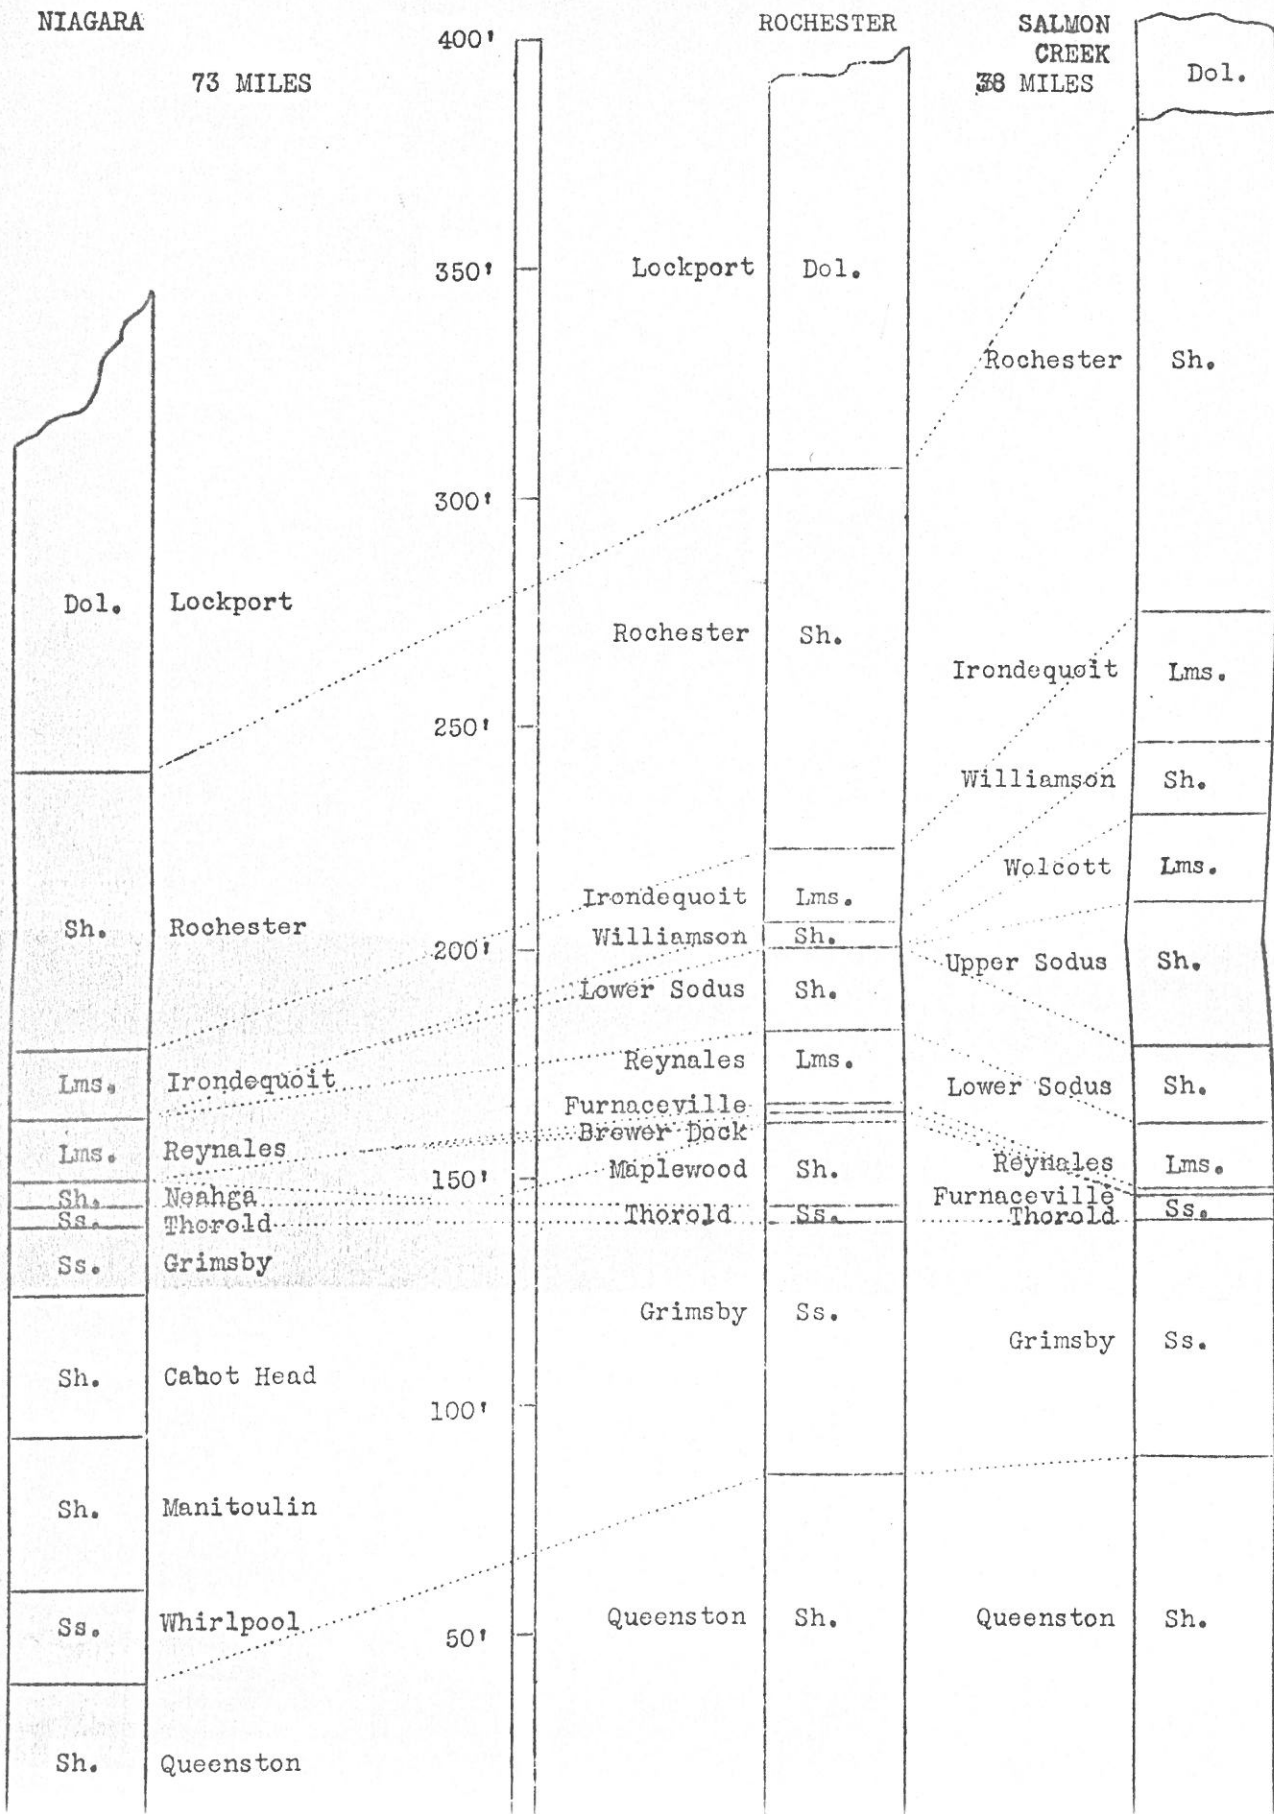 NIAGARA
73 MILES
Dol. Lockport
Sh. Rochester
Lms. Irondequoit
Lms. Reynales
Sh. Neahga
Ss. Thorold
Ss. Grimsby
Sh. Cabot Head
Sh. Manitoulin
Ss. Whirlpool
Sh. Queenston
400'
350'
300'
250'
200'
150'
100'
50'
ROCHESTER
Lockport Dol.
Rochester Sh.
Irondequoit Lms.
Williamson Sh.
Lower Sodus Sh.
Reynales Lms.
Furnaceville
Brewer Dock
Maplewood Sh.
Thorold Ss.
Grimsby Ss.
Queenston Sh.
SALMON
CREEK
38 MILES
Dol.
Rochester Sh.
Irondequoit Lms.
Williamson Sh.
Wolcott Lms.
Upper Sodus Sh.
Lower Sodus Sh.
Reynales Lms.
Furnaceville
Thorold Ss.
Grimsby Ss.
Queenston Sh.